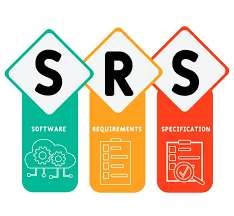 S R S
SOFTWARE REQUIREMENTS SPECIFICATION